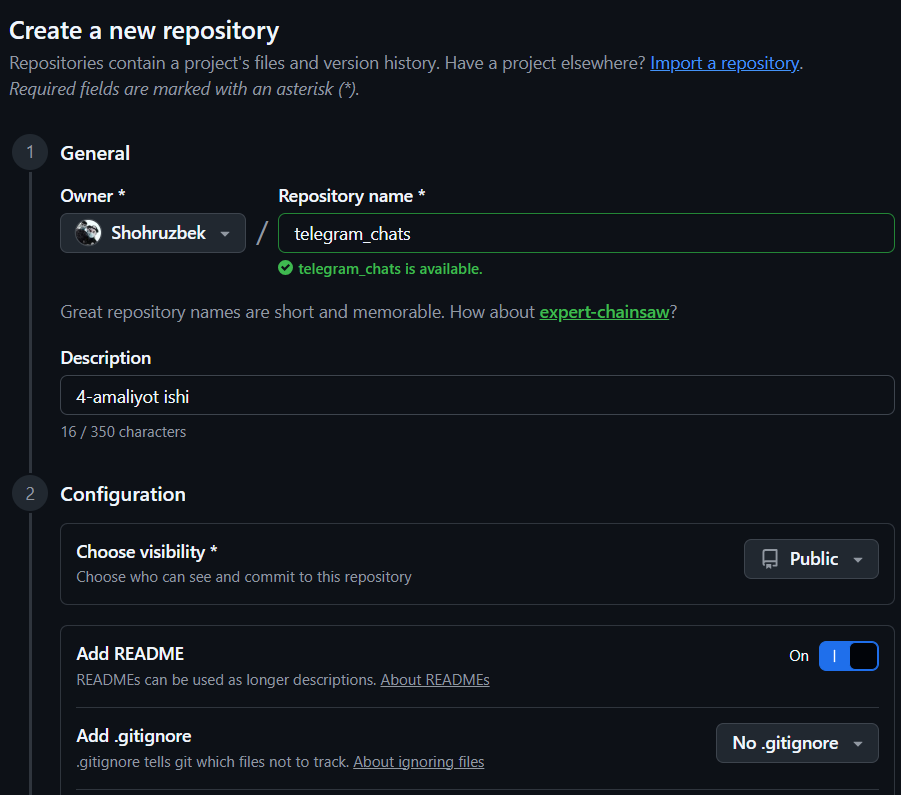 Create a new repository
Repositories contain a project's files and version history. Have a project elsewhere? Import a repository.
Required fields are marked with an asterisk (*).
1 General
Owner * Repository name *
Shohruzbek / telegram_chats
telegram_chats is available.
Great repository names are short and memorable. How about expert-chainsaw?
Description
4-amaliyot ishi
16 / 350 characters
2 Configuration
Choose visibility *
Choose who can see and commit to this repository
Public
Add README
READMEs can be used as longer descriptions. About READMEs
On
Add .gitignore
.gitignore tells git which files not to track. About ignoring files
No .gitignore